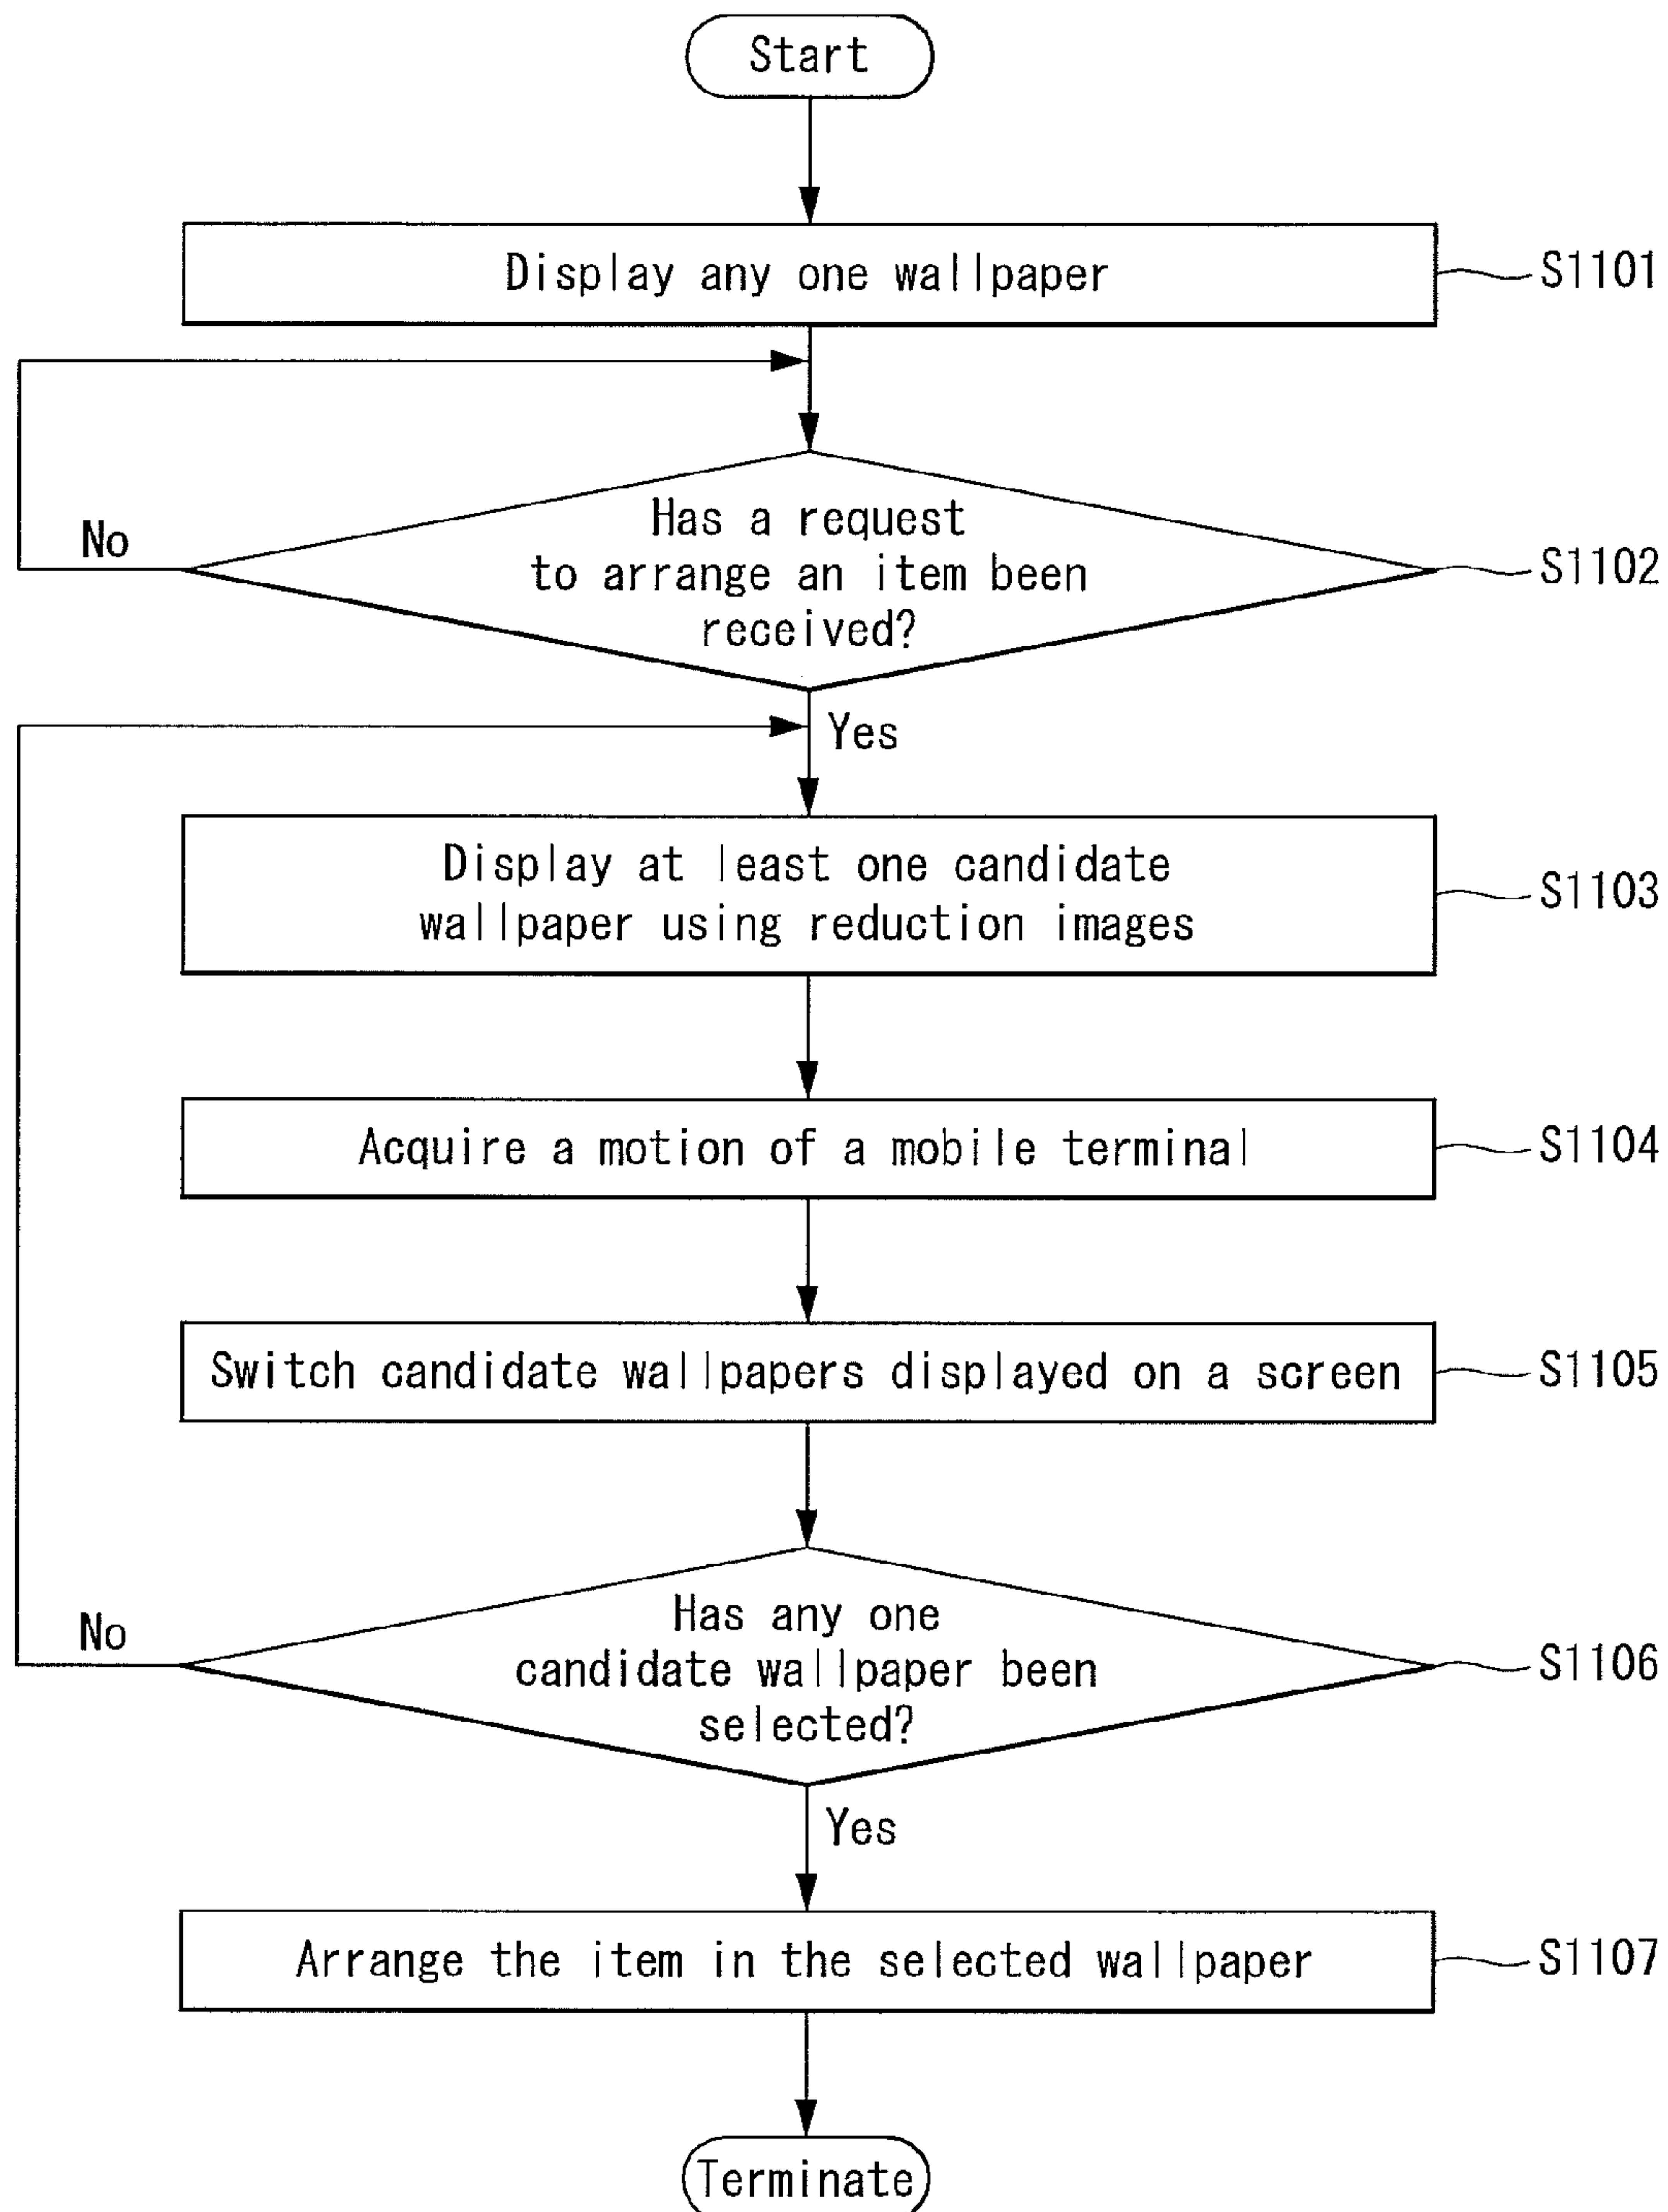 Start
Display any one wallpaper
S1101
Has a request
No
to arrange an item been
S1102
received?
Yes
Display at least one candidate
S1103
wallpaper using reduction images
Acquire a motion of a mobile terminal
S1104
Switch candidate wallpapers displayed on a screen
S1105
Has any one
No
candidate wallpaper been
S1106
selected?
Yes
Arrange the item in the selected wallpaper
S1107
Terminate